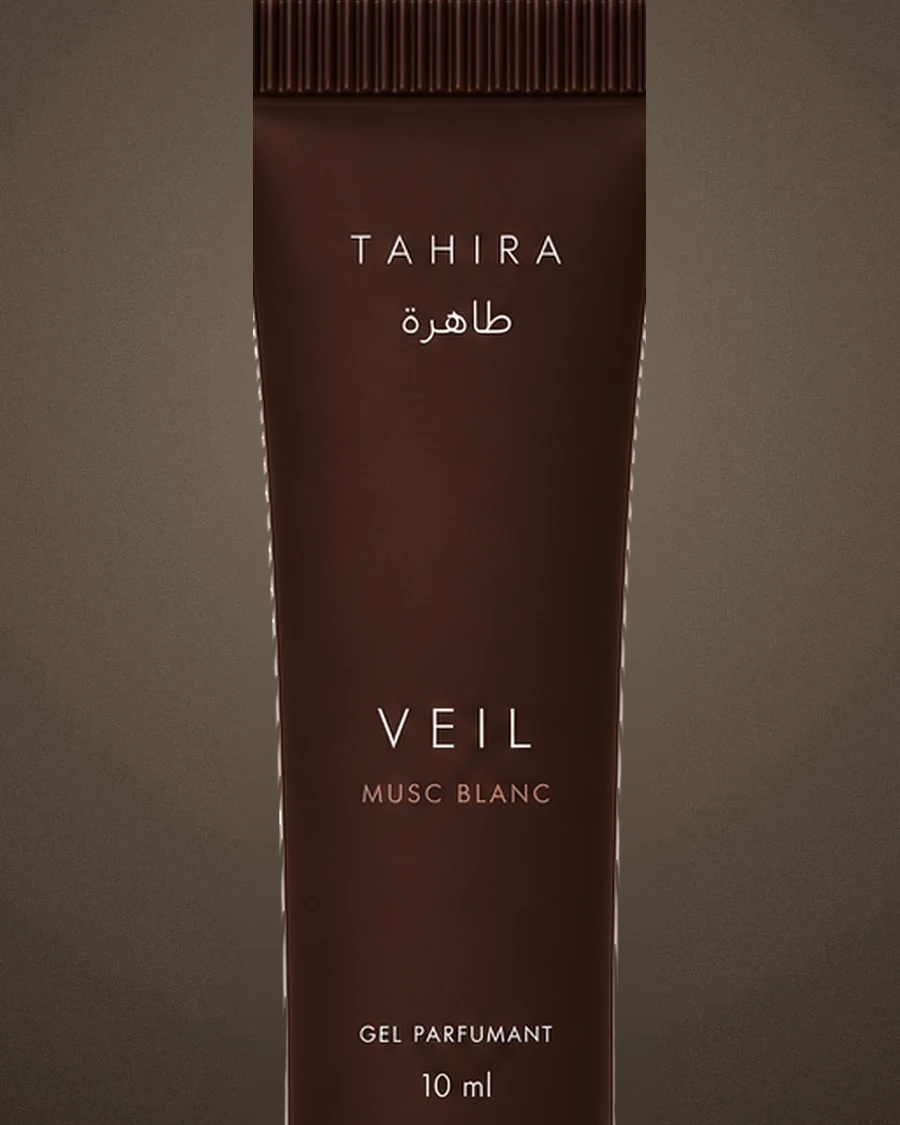 TAHIRA
طاهرة
VEIL
MUSC BLANC
GEL PARFUMANT
10 ml